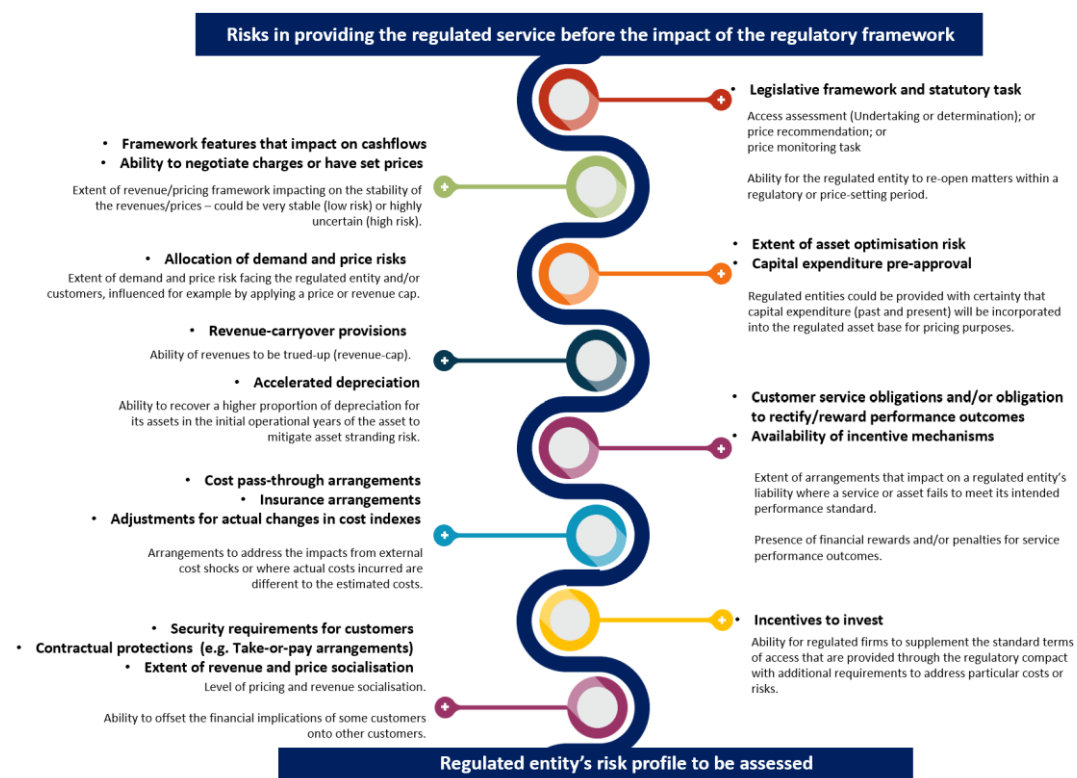 Risks in providing the regulated service before the impact of the regulatory framework
• Legislative framework and statutory task
Access assessment (Undertaking or determination); or
price recommendation; or
price monitoring task
Ability for the regulated entity to re-open matters within a
regulatory or price-setting period.
• Framework features that impact on cashflows
• Ability to negotiate charges or have set prices
Extent of revenue/pricing framework impacting on the stability of
the revenues/prices – could be very stable (low risk) or highly
uncertain (high risk).
• Extent of asset optimisation risk
• Capital expenditure pre-approval
Regulated entities could be provided with certainty that
capital expenditure (past and present) will be incorporated
into the regulated asset base for pricing purposes.
• Allocation of demand and price risks
Extent of demand and price risk facing the regulated entity and/or
customers, influenced for example by applying a price or revenue cap.
• Revenue-carryover provisions
Ability of revenues to be trued-up (revenue-cap).
• Accelerated depreciation
Ability to recover a higher proportion of depreciation for
its assets in the initial operational years of the asset to
mitigate asset stranding risk.
• Customer service obligations and/or obligation
to rectify/reward performance outcomes
• Availability of incentive mechanisms
Extent of arrangements that impact on a regulated entity's
liability where a service or asset fails to meet its intended
performance standard.
Presence of financial rewards and/or penalties for service
performance outcomes.
• Cost pass-through arrangements
• Insurance arrangements
• Adjustments for actual changes in cost indexes
Arrangements to address the impacts from external
cost shocks or where actual costs incurred are
different to the estimated costs.
• Incentives to invest
Ability for regulated firms to supplement the standard terms
of access that are provided through the regulatory compact
with additional requirements to address particular costs or
risks.
• Security requirements for customers
• Contractual protections (e.g. Take-or-pay arrangements)
• Extent of revenue and price socialisation
Level of pricing and revenue socialisation.
Ability to offset the financial implications of some customers
onto other customers.
Regulated entity's risk profile to be assessed